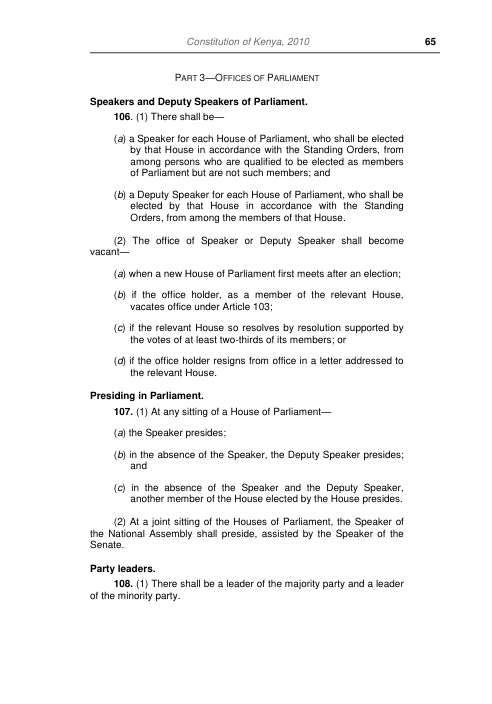 Constitution of Kenya, 2010 65
PART 3—OFFICES OF PARLIAMENT
Speakers and Deputy Speakers of Parliament.
106. (1) There shall be—
(a) a Speaker for each House of Parliament, who shall be elected
by that House in accordance with the Standing Orders, from
among persons who are qualified to be elected as members
of Parliament but are not such members; and
(b) a Deputy Speaker for each House of Parliament, who shall be
elected by that House in accordance with the Standing
Orders, from among the members of that House.
(2) The office of Speaker or Deputy Speaker shall become
vacant—
(a) when a new House of Parliament first meets after an election;
(b) if the office holder, as a member of the relevant House,
vacates office under Article 103;
(c) if the relevant House so resolves by resolution supported by
the votes of at least two-thirds of its members; or
(d) if the office holder resigns from office in a letter addressed to
the relevant House.
Presiding in Parliament.
107. (1) At any sitting of a House of Parliament—
(a) the Speaker presides;
(b) in the absence of the Speaker, the Deputy Speaker presides;
and
(c) in the absence of the Speaker and the Deputy Speaker,
another member of the House elected by the House presides.
(2) At a joint sitting of the Houses of Parliament, the Speaker of
the National Assembly shall preside, assisted by the Speaker of the
Senate.
Party leaders.
108. (1) There shall be a leader of the majority party and a leader
of the minority party.